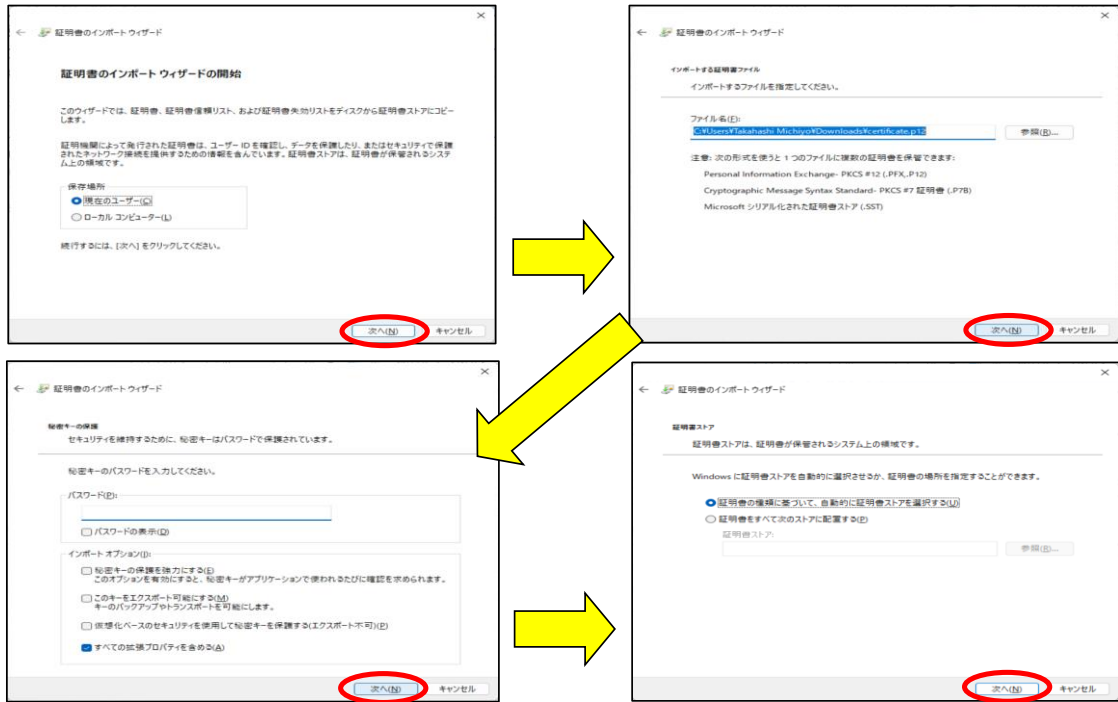 証明書のインポート ウィザード
証明書のインポート ウィザードの開始
このウィザードでは、証明書、証明書信頼リスト、および証明書失効リストをディスクから証明書ストアにコピー
します。
証明機関によって発行された証明書は、ユーザー ID を確認し、データを保護したり、またはセキュリティで保護
されたネットワーク接続を提供するための情報を含んでいます。証明書ストアは、証明書が保管されるシステ
ム上の領域です。
保存場所
現在のユーザー(C)
ローカル コンピューター(L)
続行するには、[次へ] をクリックしてください。
次へ(N)
キャンセル
証明書のインポート ウィザード
インポートする証明書ファイル
インポートするファイルを指定してください。
ファイル名(F):
C:¥Users¥Takahashi Michiyo¥Downloads¥certificate.p12
参照(R)...
注意: 次の形式を使うと 1 つのファイルに複数の証明書を保管できます:
Personal Information Exchange- PKCS #12 (.PFX,.P12)
Cryptographic Message Syntax Standard- PKCS #7 証明書 (.P7B)
Microsoft シリアル化された証明書ストア (.SST)
次へ(N)
キャンセル
証明書のインポート ウィザード
秘密キーの保護
セキュリティを維持するために、秘密キーはパスワードで保護されています。
秘密キーのパスワードを入力してください。
パスワード(P):
パスワードの表示(D)
インポート オプション(I):
秘密キーの保護を強力にする(E)
このオプションを有効にすると、秘密キーがアプリケーションで使われるたびに確認を求められます。
このキーをエクスポート可能にする(M)
キーのバックアップやトランスポートを可能にします。
仮想化ベースのセキュリティを使用して秘密キーを保護する(エクスポート不可)(P)
すべての拡張プロパティを含める(A)
次へ(N)
キャンセル
証明書のインポート ウィザード
証明書ストア
証明書ストアは、証明書が保管されるシステム上の領域です。
Windows に証明書ストアを自動的に選択させるか、証明書の場所を指定することができます。
証明書の種類に基づいて、自動的に証明書ストアを選択する(U)
証明書をすべて次のストアに配置する(P)
証明書ストア:
参照(R)...
次へ(N)
キャンセル